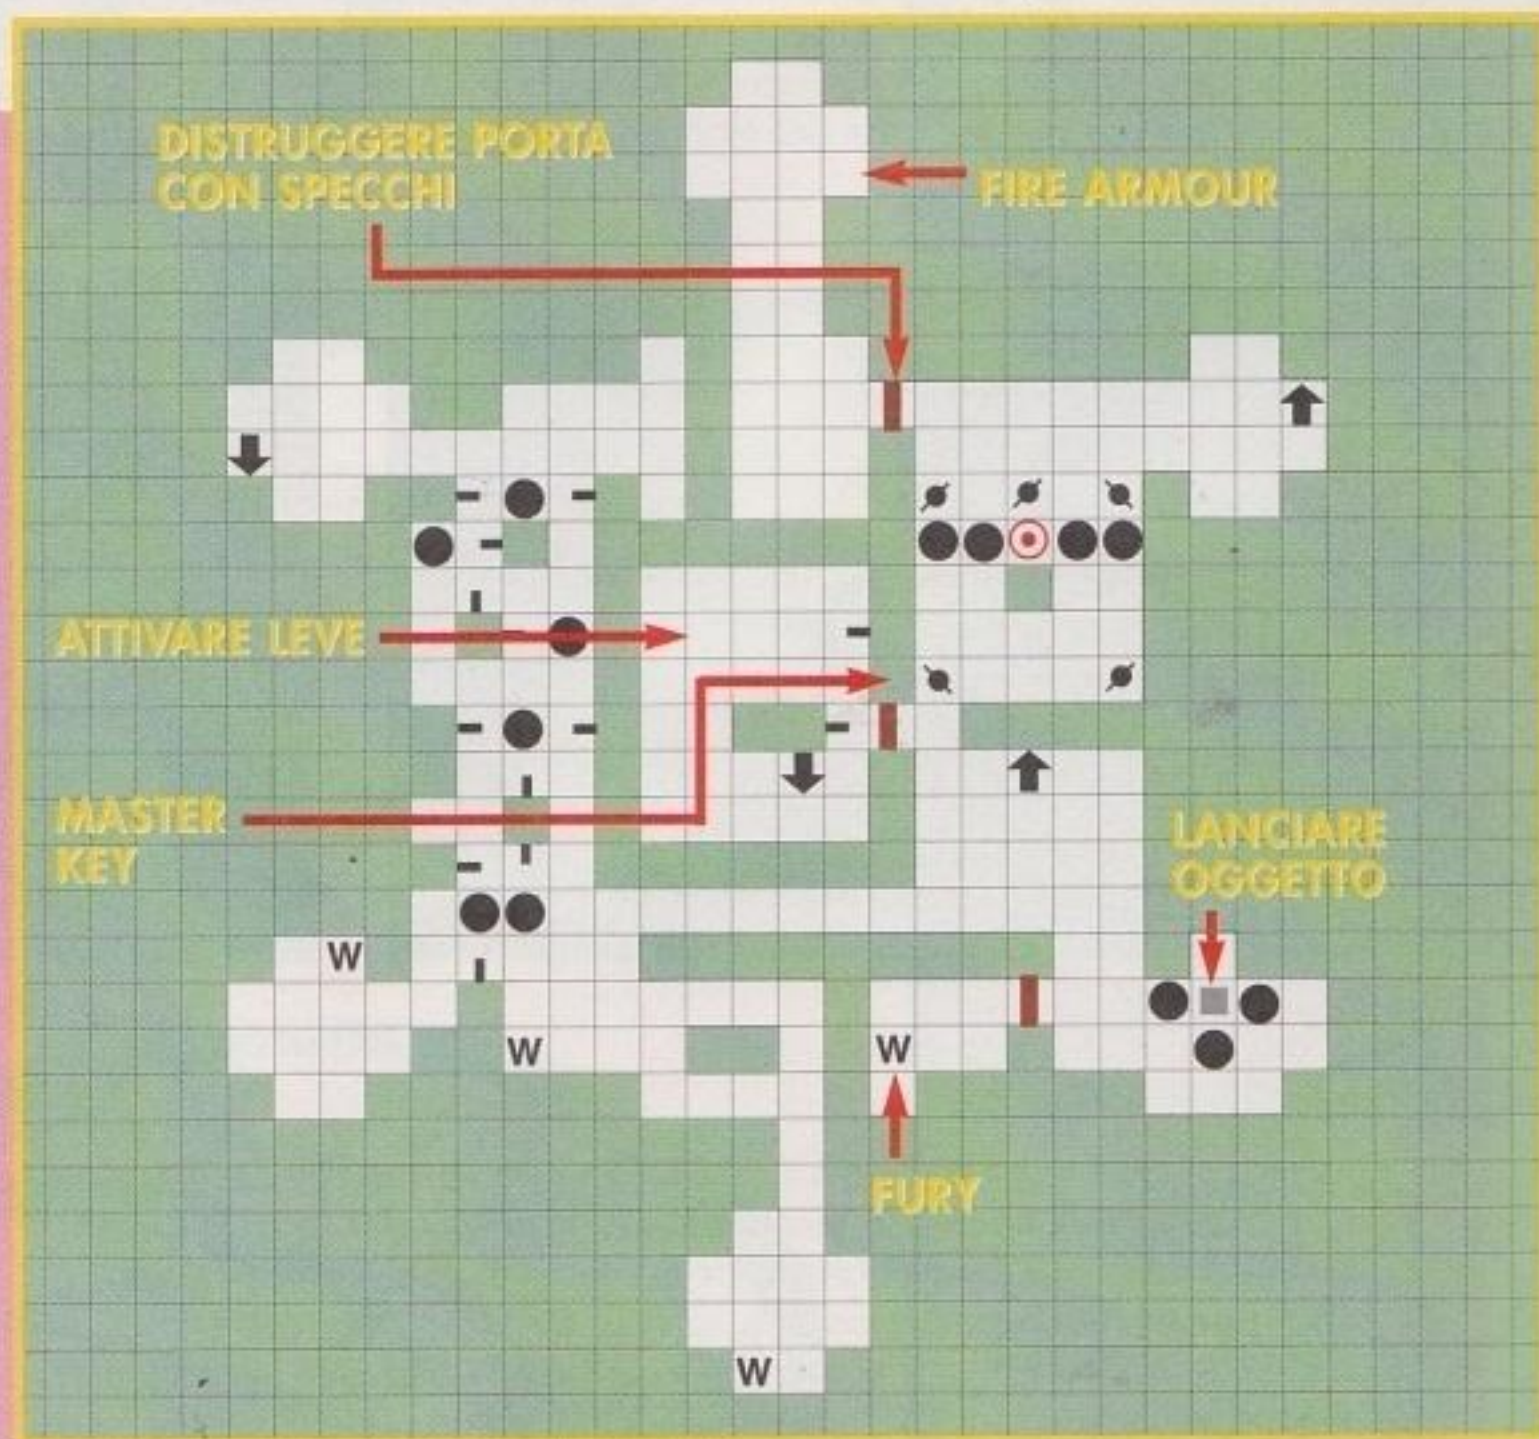 DISTRUGGERE PORTA
CON SPECCHI
FIRE ARMOUR
ATTIVARE LEVE
MASTER
KEY
LANCIARE
OGGETTO
W
W
W
FURY
W